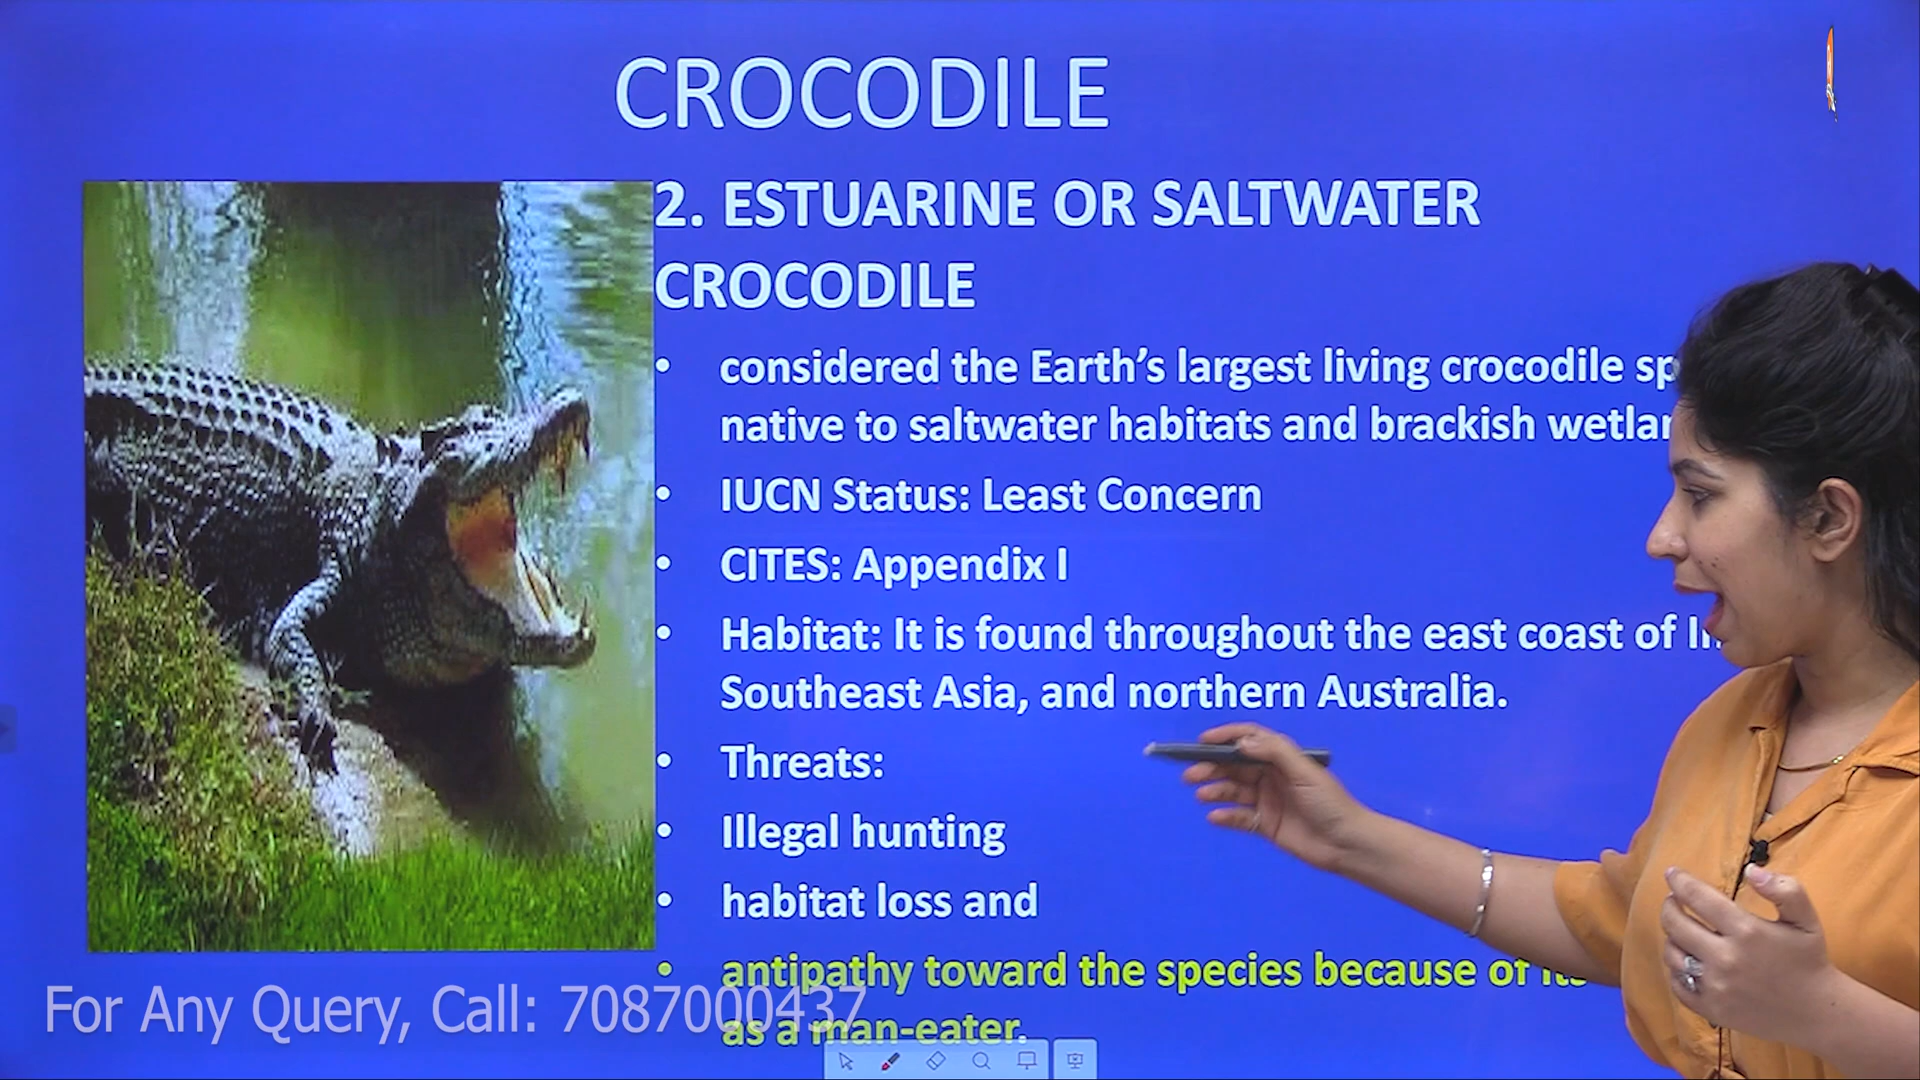 CROCODILE
2. ESTUARINE OR SALTWATER
CROCODILE
• considered the Earth’s largest living crocodile
native to saltwater habitats and brackish
• IUCN Status: Least Concern
• CITES: Appendix I
• Habitat: It is found throughout the east coast of
Southeast Asia, and northern Australia.
• Threats:
• Illegal hunting
• habitat loss and
• antipathy toward the species because of its
as a man-eater.
For Any Query, Call: 7087000437